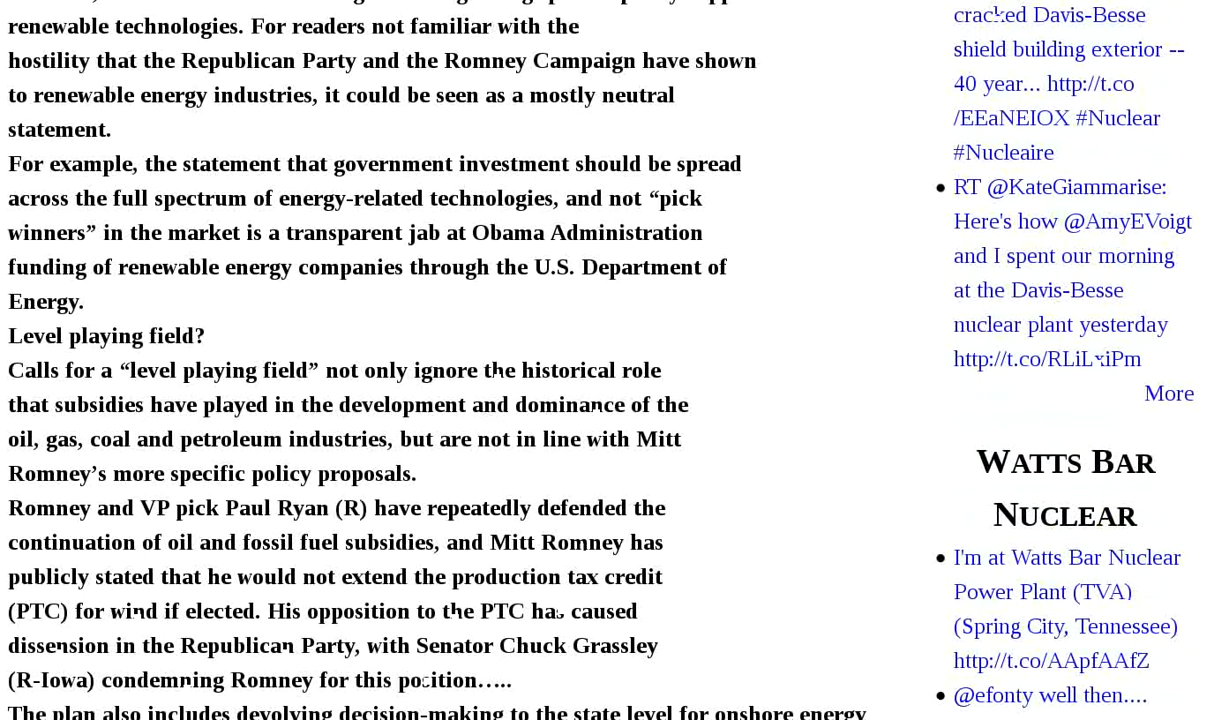 renewable technologies. For readers not familiar with the
hostility that the Republican Party and the Romney Campaign have shown
to renewable energy industries, it could be seen as a mostly neutral
statement.
For example, the statement that government investment should be spread
across the full spectrum of energy-related technologies, and not “pick
winners” in the market is a transparent jab at Obama Administration
funding of renewable energy companies through the U.S. Department of
Energy.
Level playing field?
Calls for a “level playing field” not only ignore the historical role
that subsidies have played in the development and dominance of the
oil, gas, coal and petroleum industries, but are not in line with Mitt
Romney’s more specific policy proposals.
Romney and VP pick Paul Ryan (R) have repeatedly defended the
continuation of oil and fossil fuel subsidies, and Mitt Romney has
publicly stated that he would not extend the production tax credit
(PTC) for wind if elected. His opposition to the PTC has caused
dissension in the Republican Party, with Senator Chuck Grassley
(R-Iowa) condemning Romney for this position…..
The plan also includes devolving decision-making to the state level for onshore energy
cracked Davis-Besse
shield building exterior --
40 year... http://t.co
/EEaNEIOX #Nuclear
#Nucleaire
• RT @KateGiammarise:
Here's how @AmyEVoigt
and I spent our morning
at the Davis-Besse
nuclear plant yesterday
http://t.co/RLiLxiPm
More
WATTS BAR
NUCLEAR
• I'm at Watts Bar Nuclear
Power Plant (TVA)
(Spring City, Tennessee)
http://t.co/AApfAAfZ
• @efonty well then....